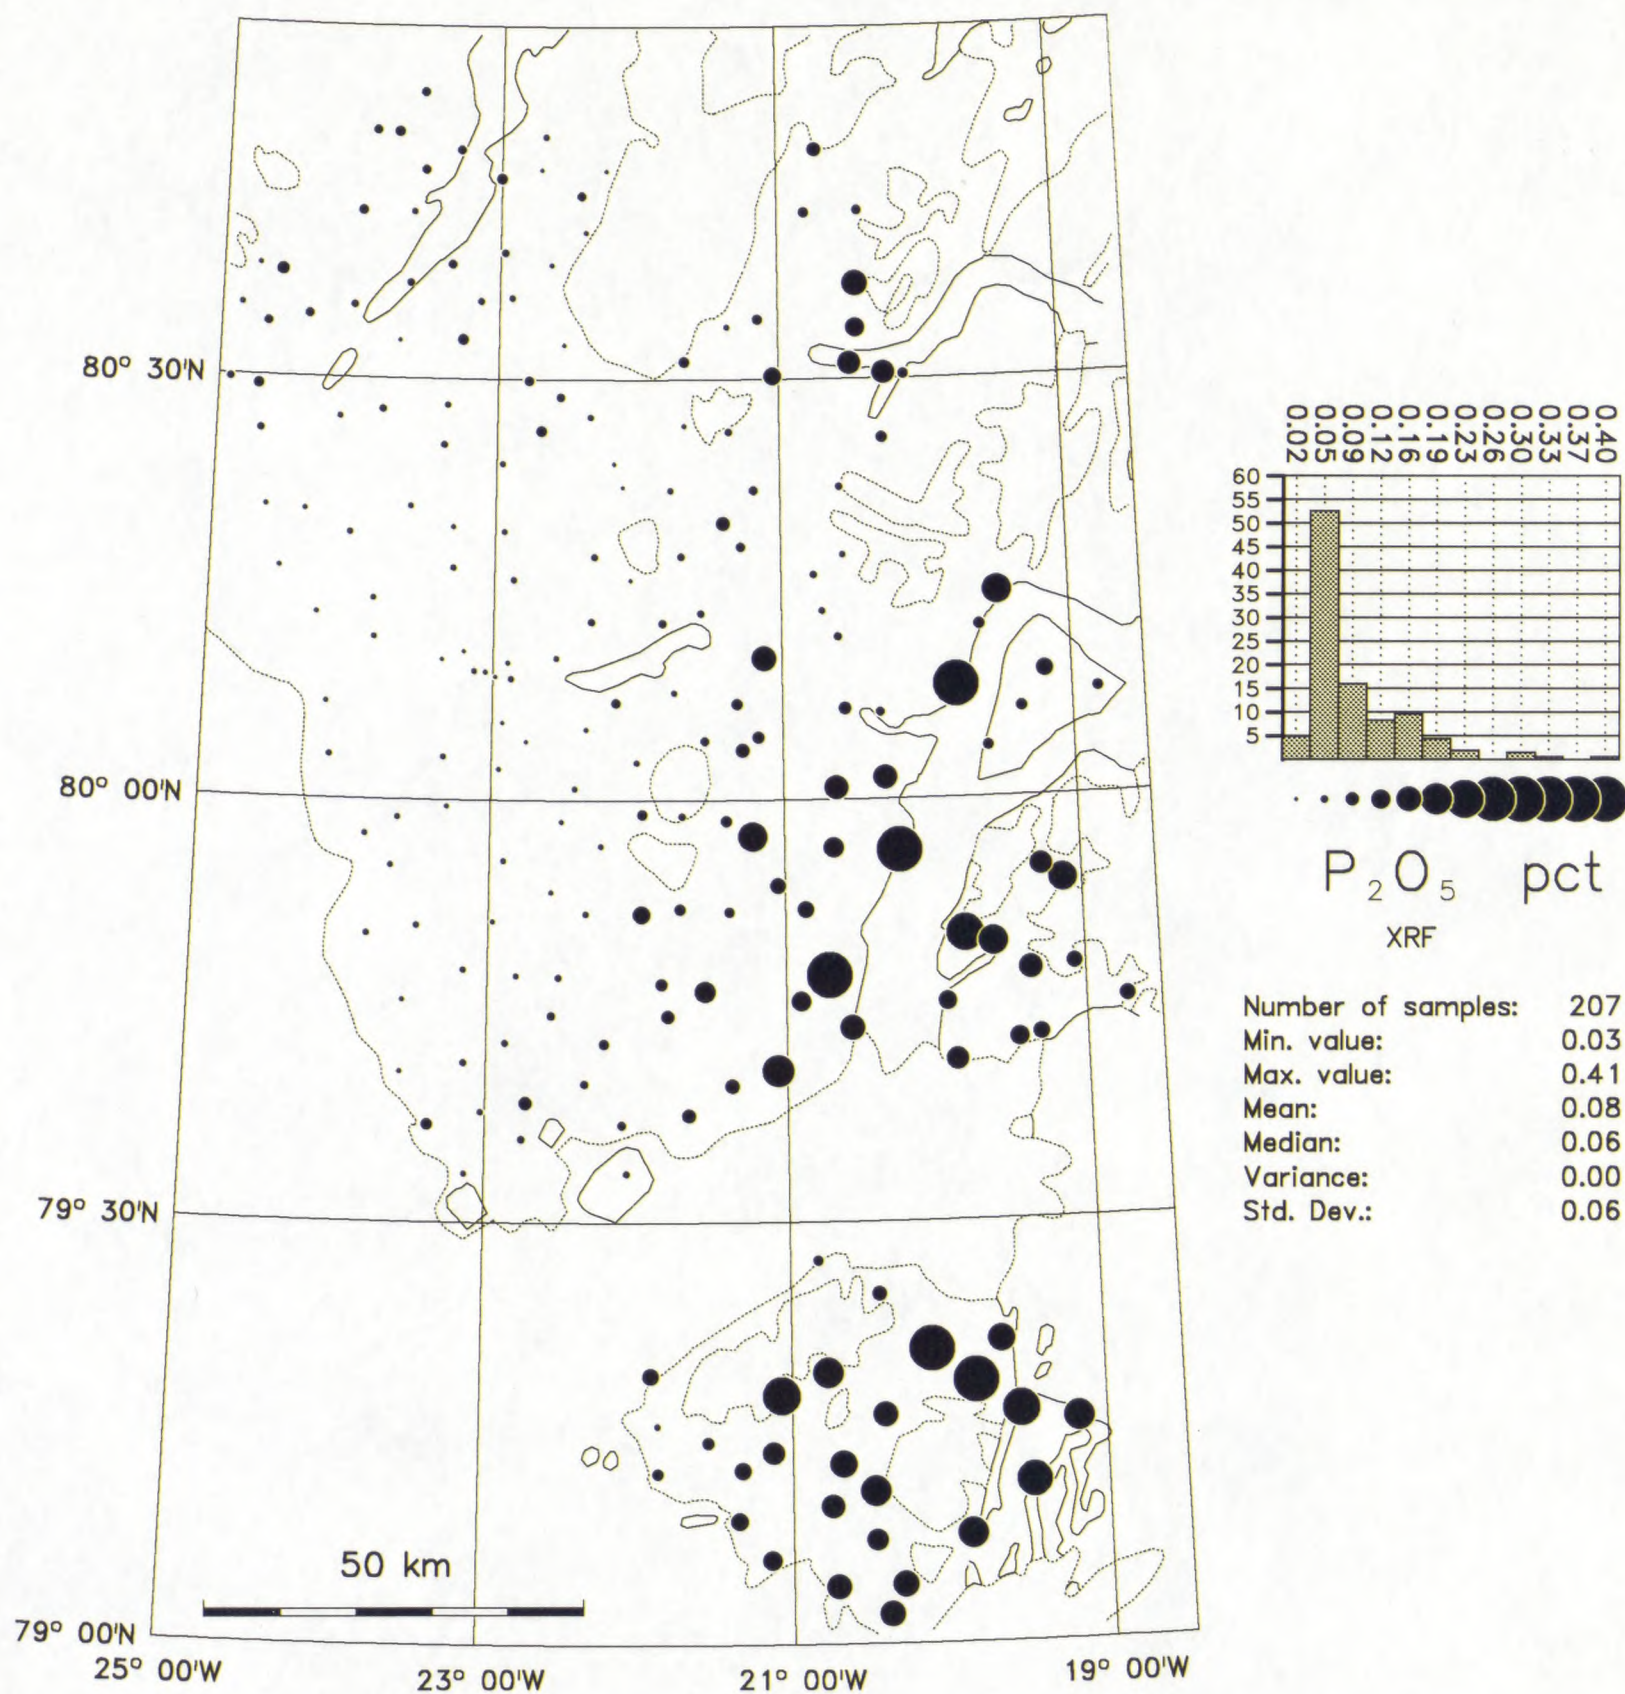 80° 30'N
80° 00'N
79° 30'N
79° 00'N
25° 00'W
23° 00'W
21° 00'W
19° 00'W
50 km
0.02
0.05
0.09
0.12
0.16
0.19
0.23
0.26
0.30
0.33
0.37
0.40
60
55
50
45
40
35
30
25
20
15
10
5
P₂O₅ pct
XRF
Number of samples: 207
Min. value: 0.03
Max. value: 0.41
Mean: 0.08
Median: 0.06
Variance: 0.00
Std. Dev.: 0.06